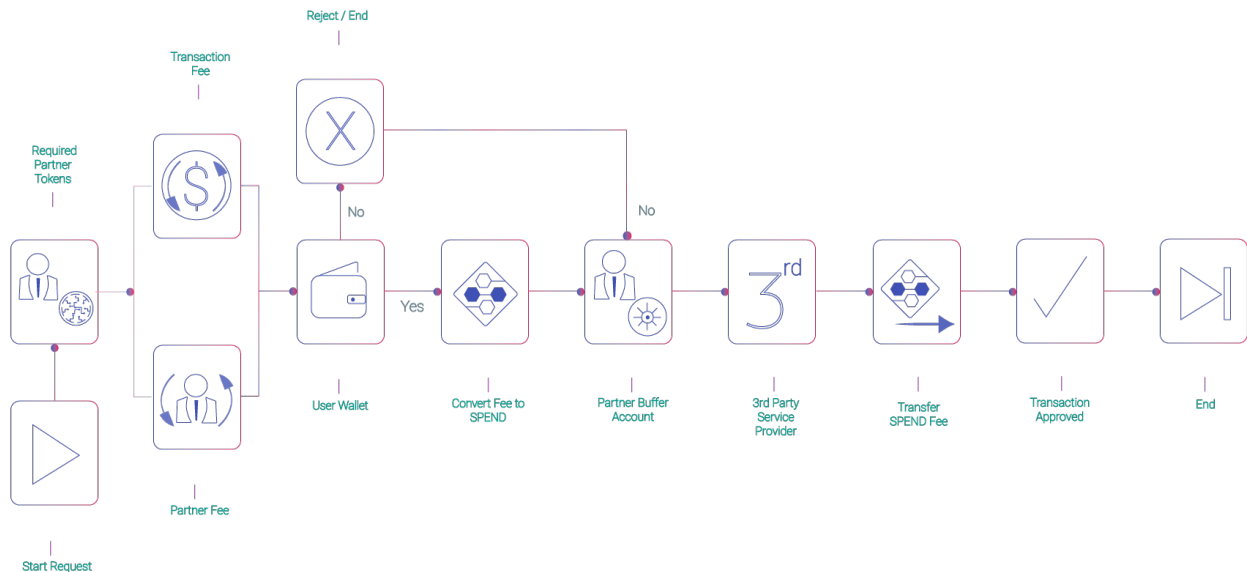 Reject / End
Transaction
Fee
$
X
Required
Partner
Tokens
No
No
3rd
Yes
User Wallet
Convert Fee to
SPEND
Partner Buffer
Account
3rd Party
Service
Provider
Transfer
SPEND Fee
Transaction
Approved
End
Partner Fee
Start Request